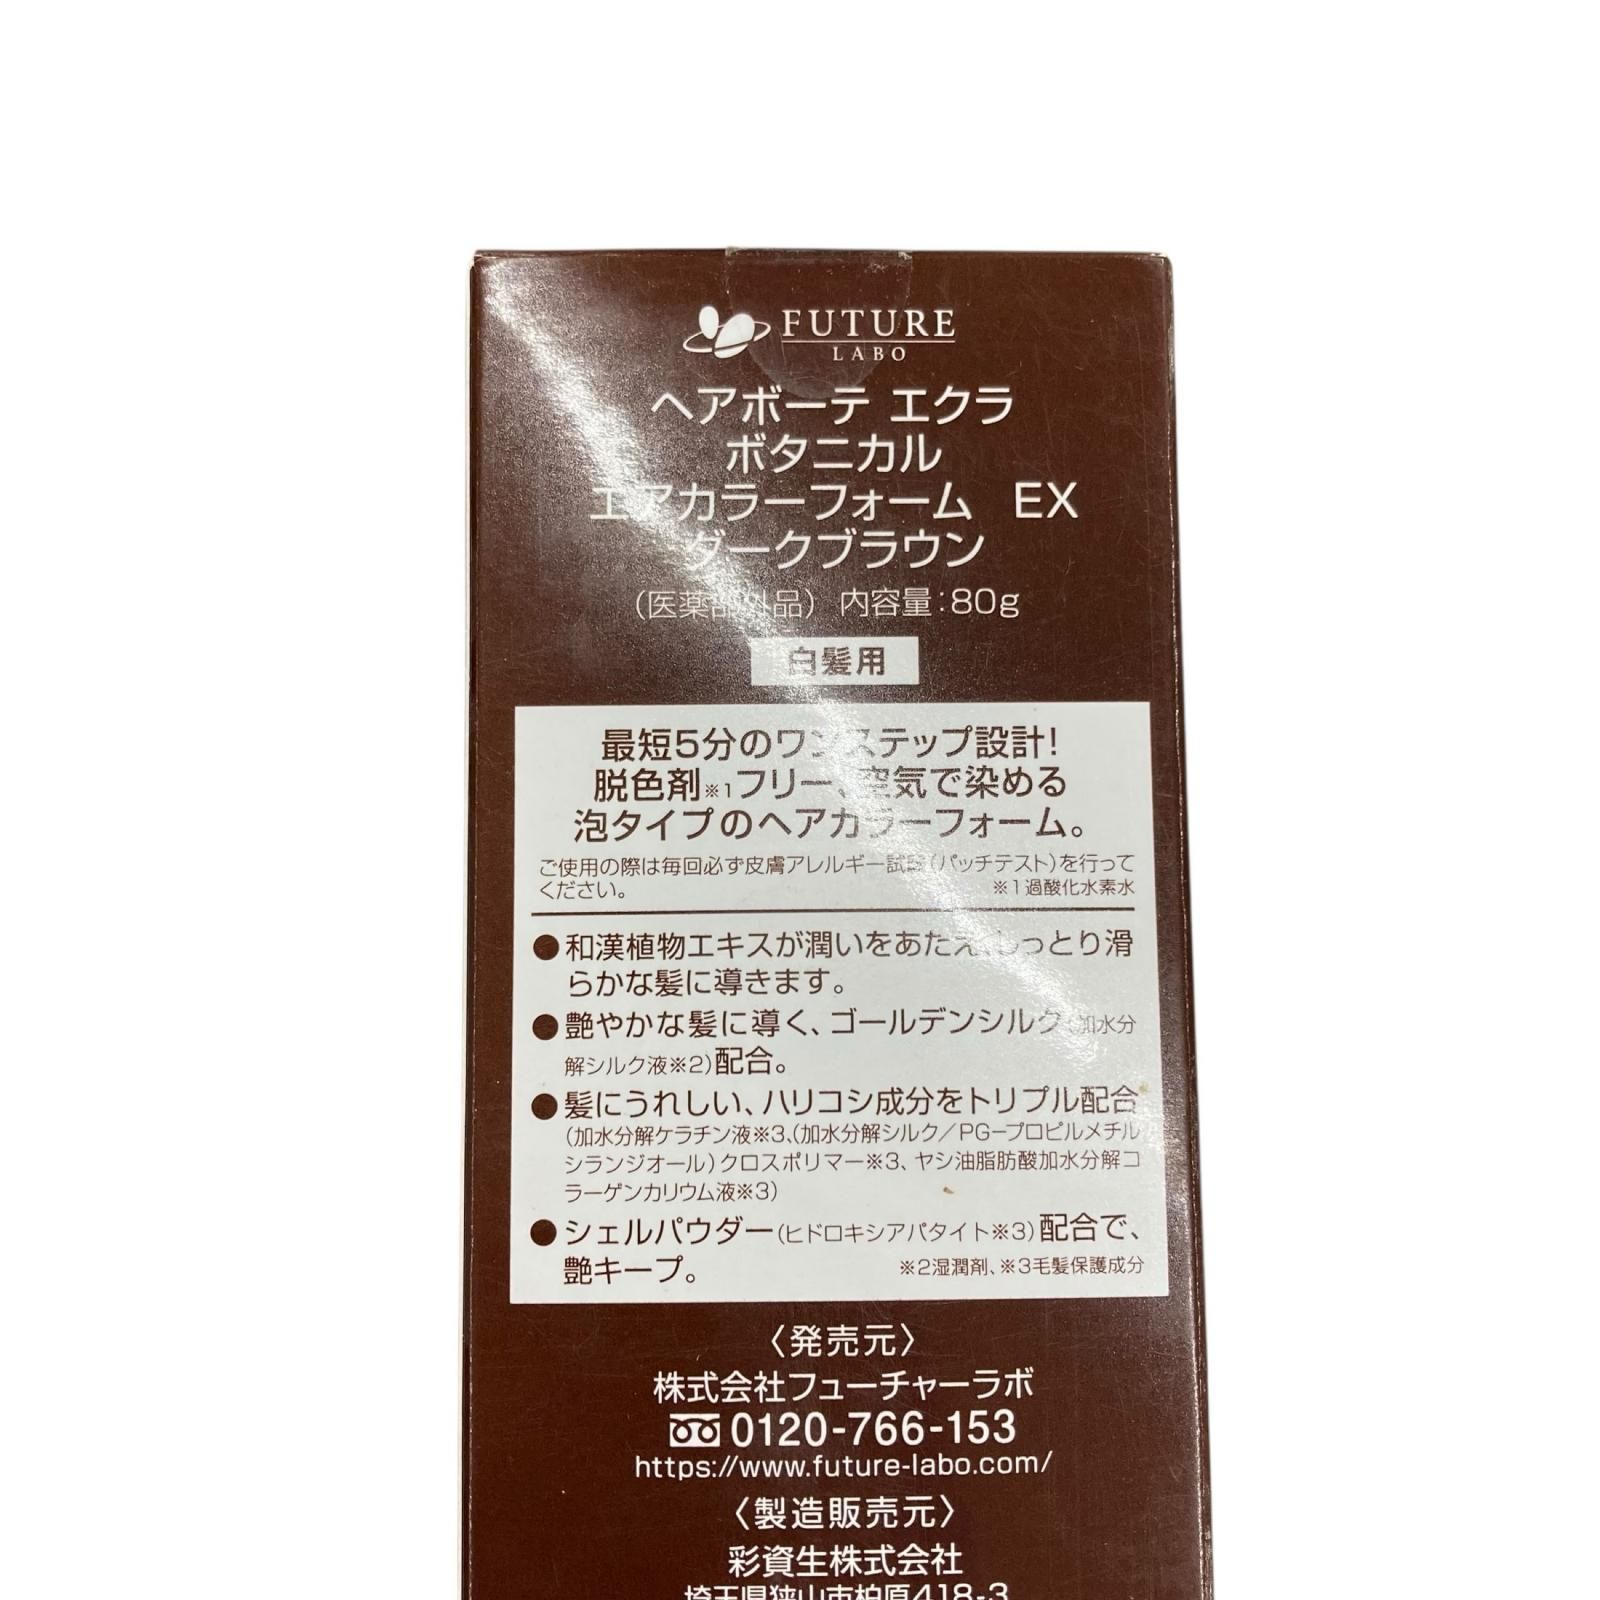 FUTURE
LABO
ヘアボーテ エクラ
ボタニカル
エアカラーフォーム EX
ダークブラウン
(医薬部外品) 内容量:80g
白髪用
最短5分のワンステップ設計!
脱色剤※1フリー、空気で染める
泡タイプのヘアカラーフォーム。
ご使用の際は毎回必ず皮膚アレルギー試験(パッチテスト)を行って
ください。 ※1過酸化水素水
●和漢植物エキスが潤いをあたえ、しっとり滑
らかな髪に導きます。
●艶やかな髪に導く、ゴールデンシルク(加水分
解シルク液※2)配合。
●髪にうれしい、ハリコシ成分をトリプル配合
(加水分解ケラチン液※3、(加水分解シルク/PG-プロピルメチル
シランジオール)クロスポリマー※3、ヤシ油脂肪酸加水分解コ
ラーゲンカリウム液※3)
●シェルパウダー(ヒドロキシアパタイト※3)配合で、
艶キープ。 ※2湿潤剤、※3毛髪保護成分
〈発売元〉
株式会社フューチャーラボ
0120-766-153
https://www.future-labo.com/
〈製造販売元〉
彩資生株式会社
埼玉県狭山市柏原418-3